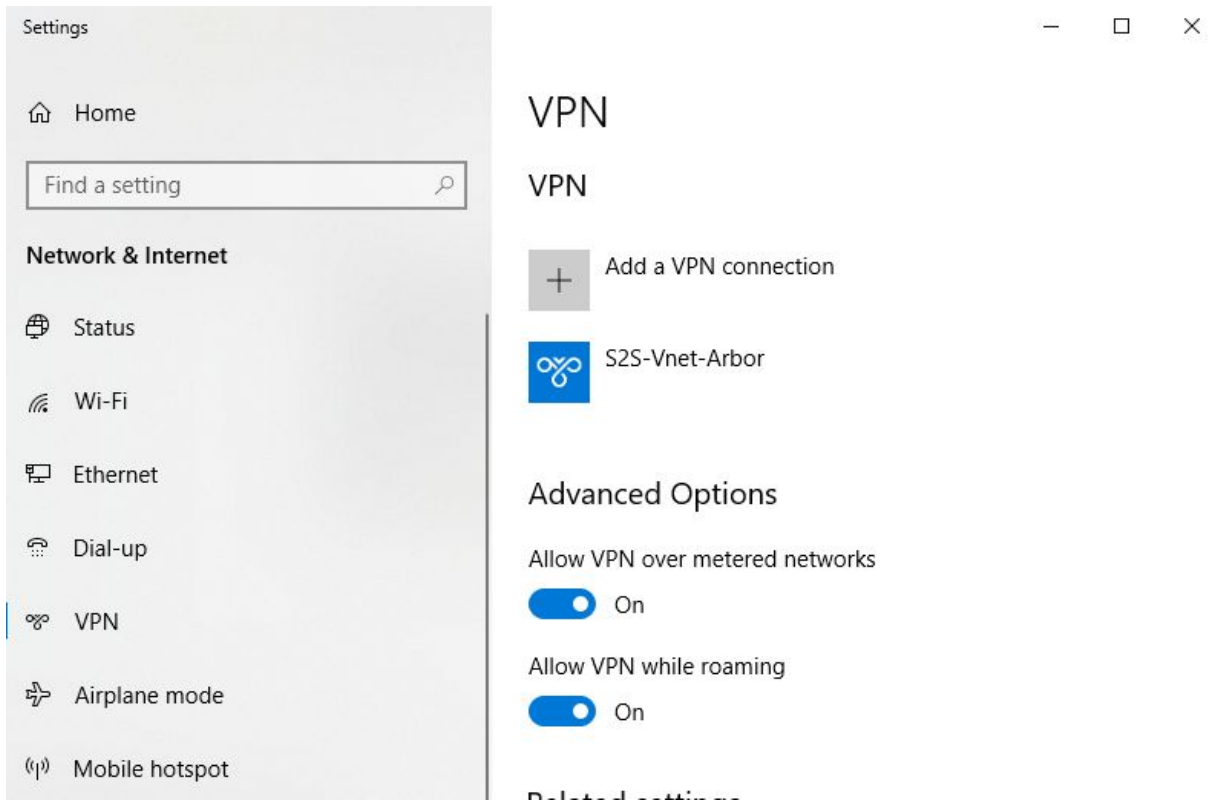 Settings
Home
Find a setting
Network & Internet
Status
Wi-Fi
Ethernet
Dial-up
VPN
Airplane mode
Mobile hotspot
VPN
VPN
Add a VPN connection
S2S-Vnet-Arbor
Advanced Options
Allow VPN over metered networks
On
Allow VPN while roaming
On
Related settings